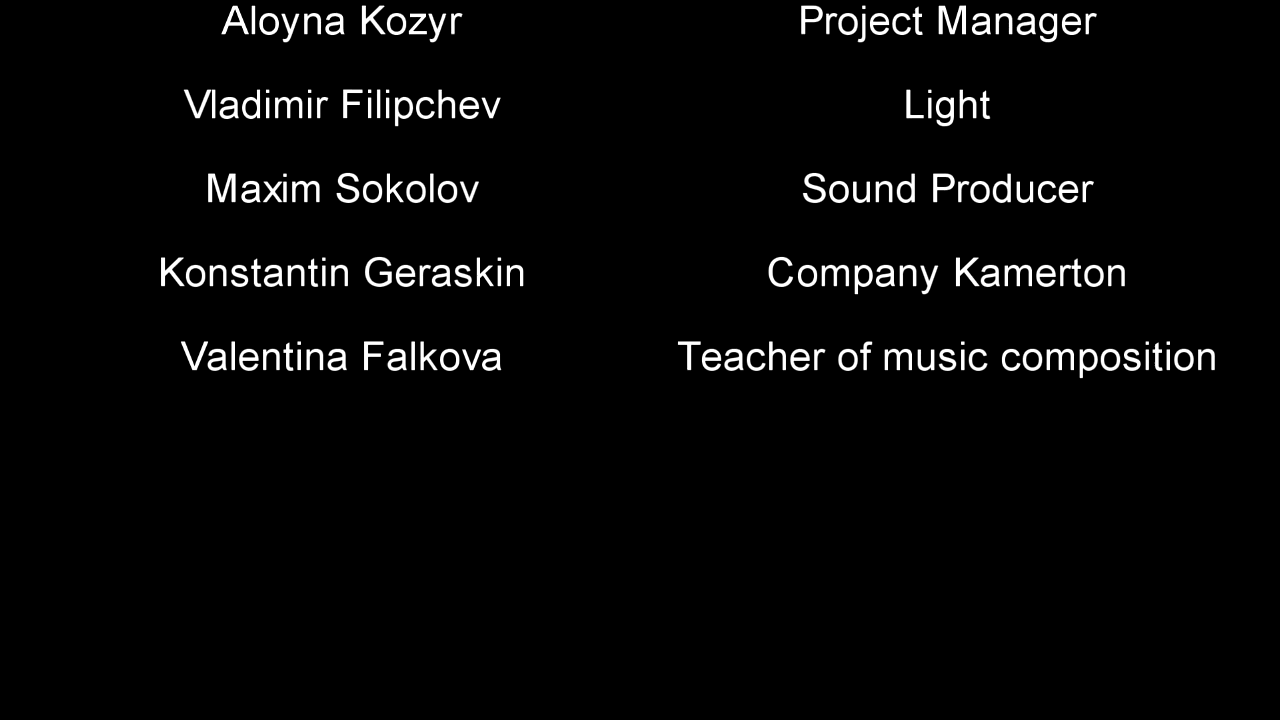 Aloyna Kozyr Project Manager
Vladimir Filipchev Light
Maxim Sokolov Sound Producer
Konstantin Geraskin Company Kamerton
Valentina Falkova Teacher of music composition